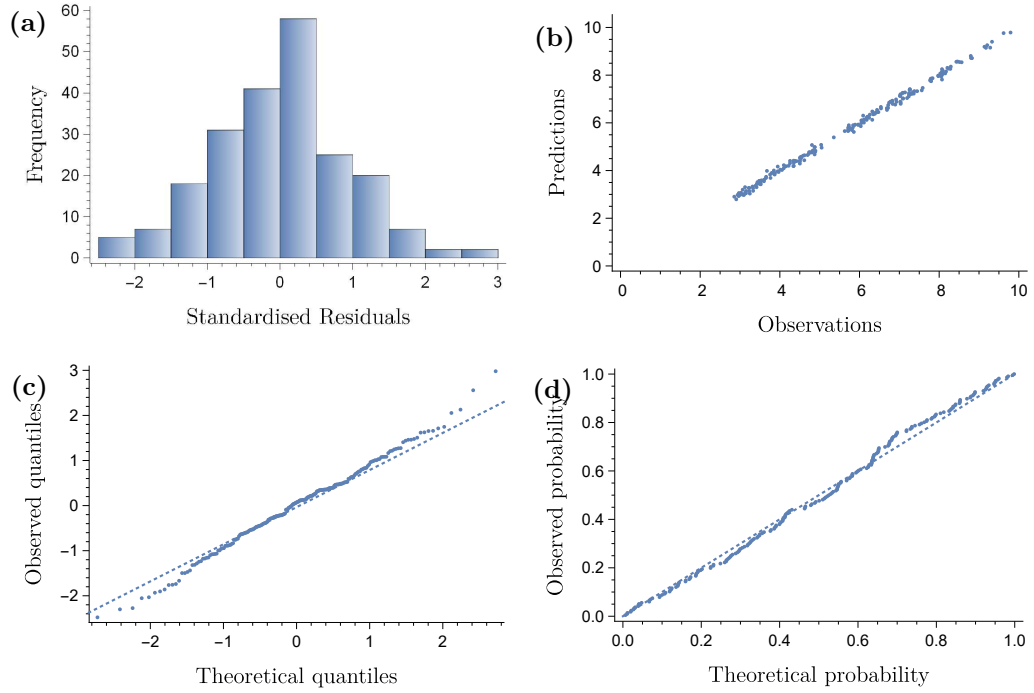 (a)
60
50
40
30
20
10
0
Frequency
−2 −1 0 1 2 3
Standardised Residuals
(b)
10
8
6
4
2
0
Predictions
0 2 4 6 8 10
Observations
(c)
3
2
1
0
−1
−2
Observed quantiles
−2 −1 0 1 2
Theoretical quantiles
(d)
1.0
0.8
0.6
0.4
0.2
0.0
Observed probability
0.0 0.2 0.4 0.6 0.8 1.0
Theoretical probability